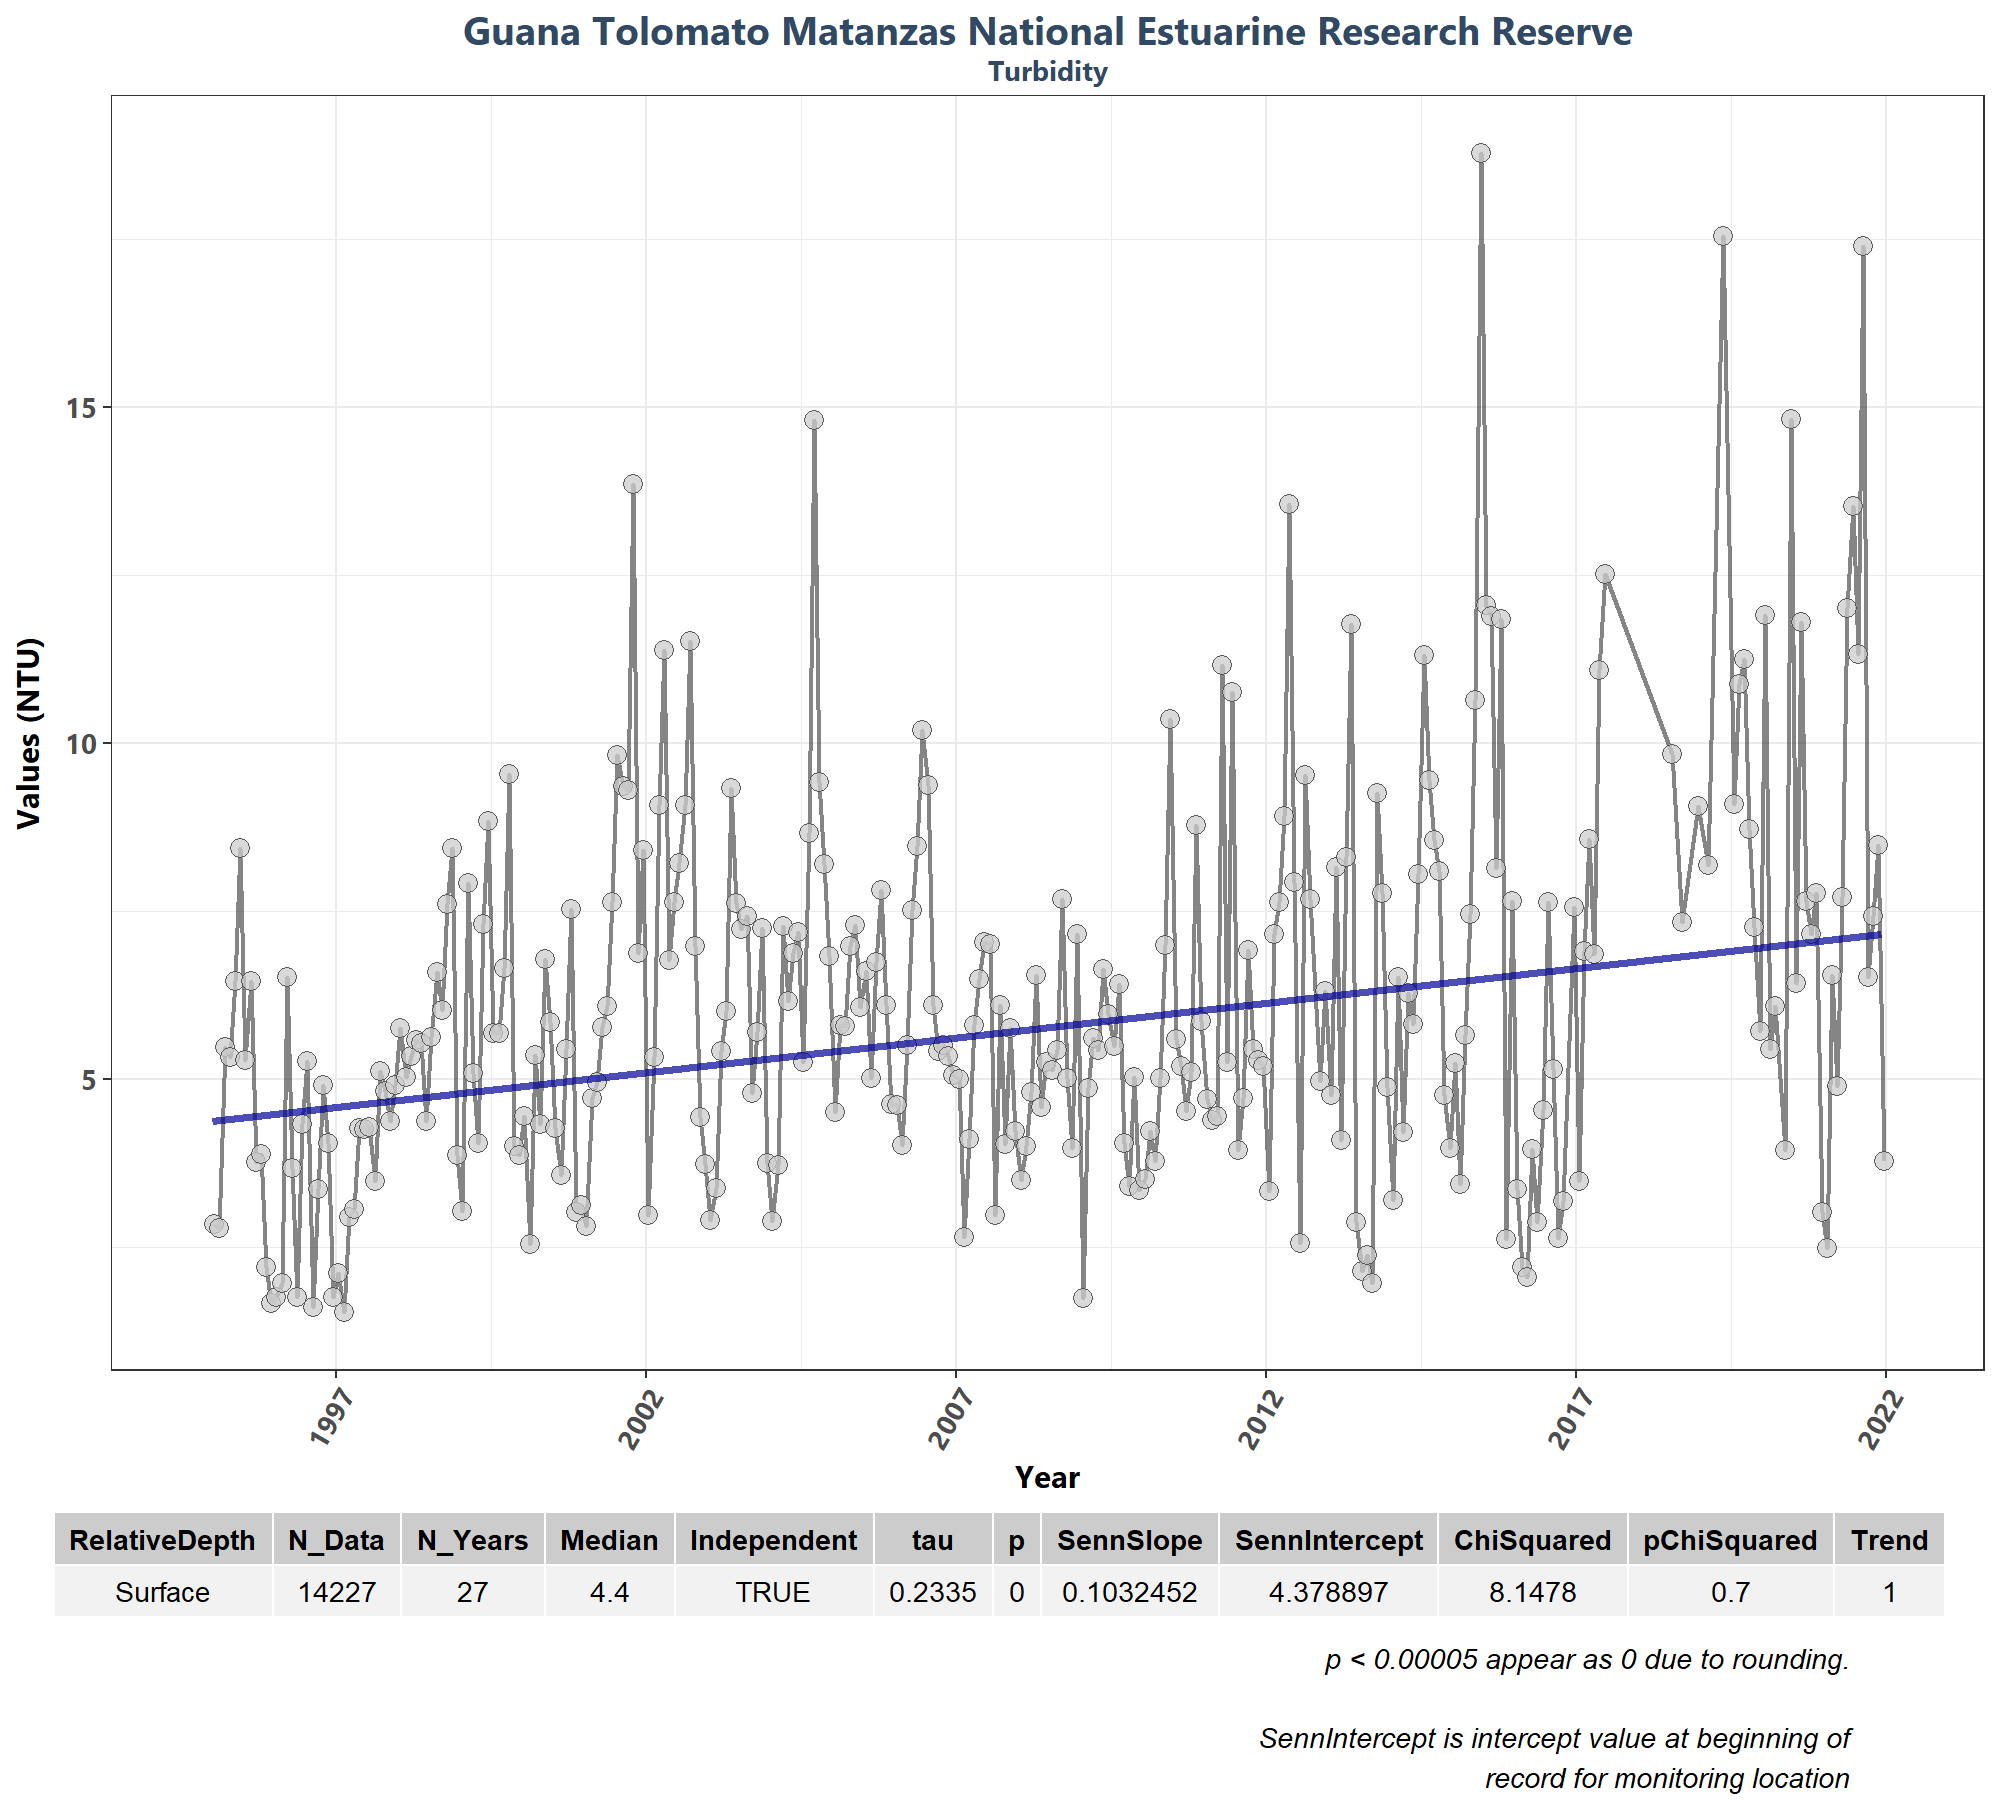 Guana Tolomato Matanzas National Estuarine Research Reserve
Turbidity
Values (NTU)
15
10
5
1997 2002 2007 2012 2017 2022
Year
RelativeDepth N_Data N_Years Median Independent tau p SennSlope SennIntercept ChiSquared pChiSquared Trend
Surface 14227 27 4.4 TRUE 0.2335 0 0.1032452 4.378897 8.1478 0.7 1
p < 0.00005 appear as 0 due to rounding.
SennIntercept is intercept value at beginning of
record for monitoring location